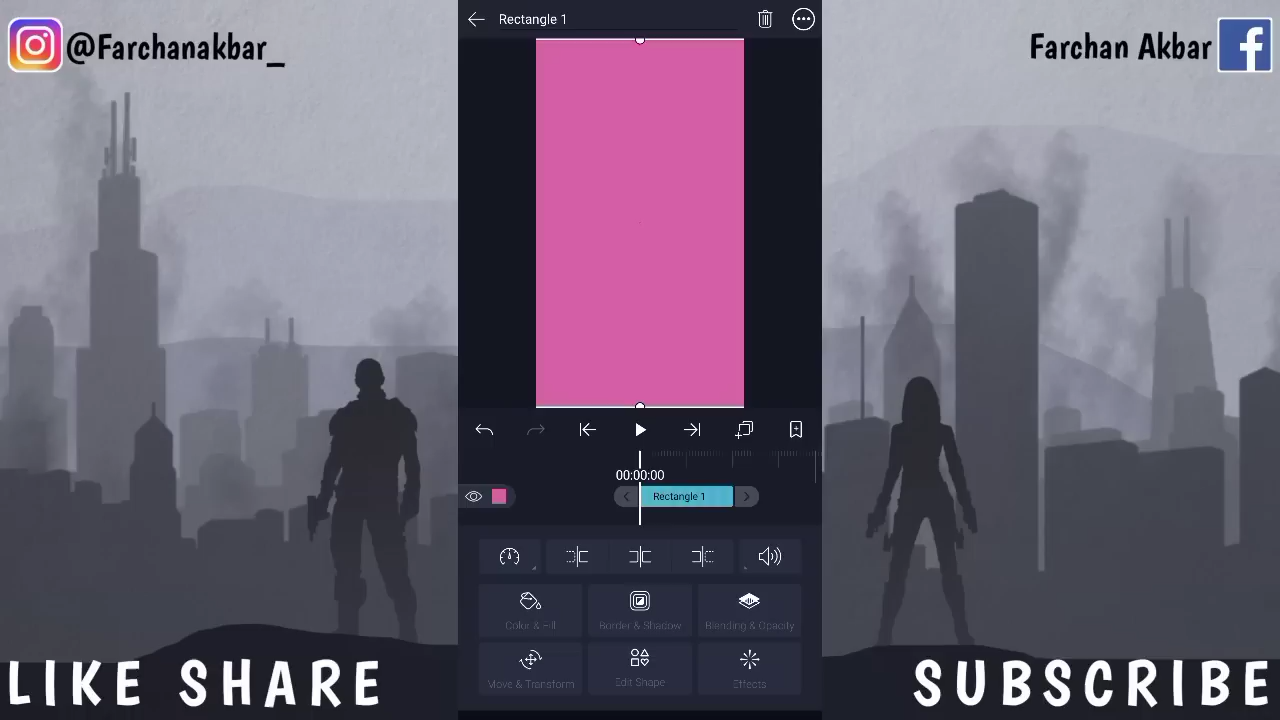 @Farchanakbar_
Rectangle 1
Farchan Akbar
00:00:00
Rectangle 1
Color & Fill
Border & Shadow
Blending & Opacity
Move & Transform
Edit Shape
Effects
LIKE SHARE
SUBSCRIBE